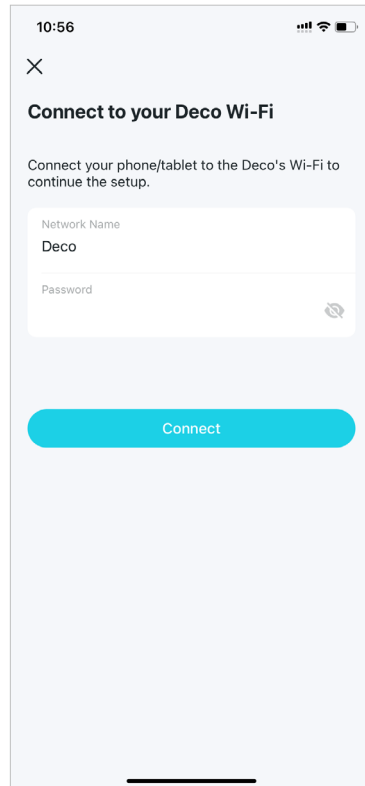 10:56
Connect to your Deco Wi-Fi
Connect your phone/tablet to the Deco's Wi-Fi to
continue the setup.
Network Name
Deco
Password
Connect